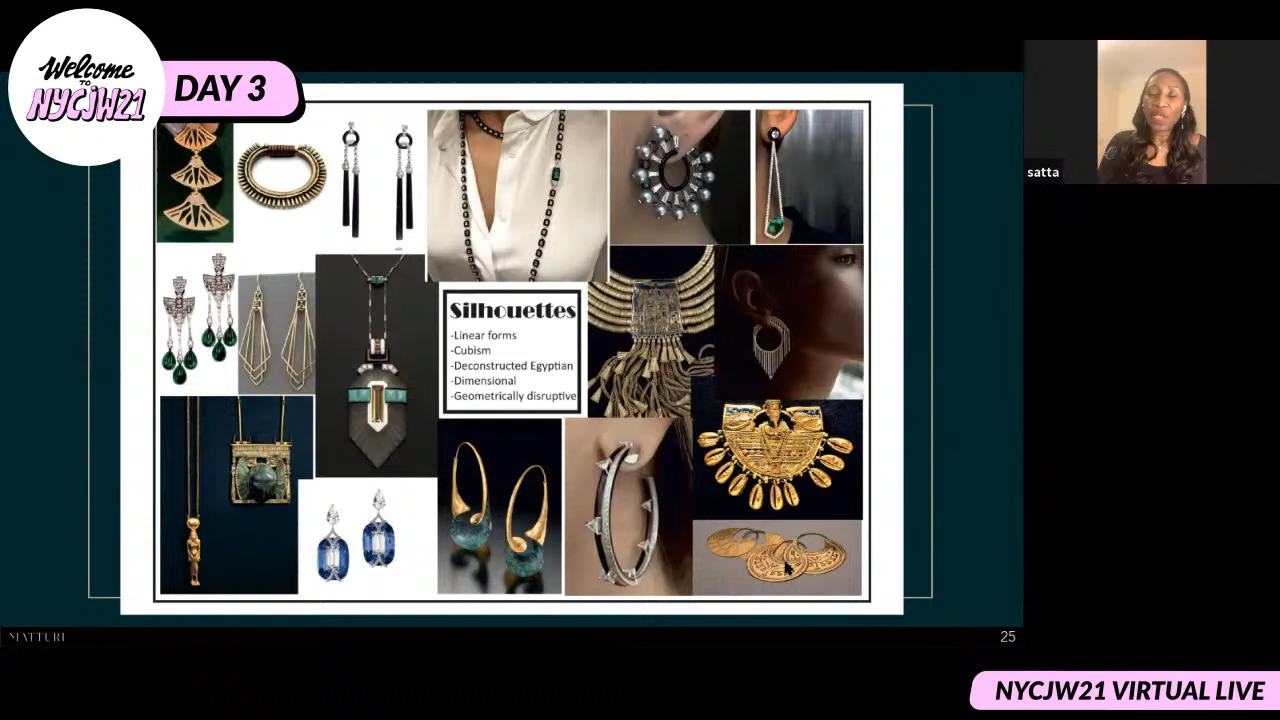 Welcome
TO
NYCJW21
DAY 3
satta
Silhouettes
-Linear forms
-Cubism
-Deconstructed Egyptian
-Dimensional
-Geometrically disruptive
MATTURI
25
NYCJW21 VIRTUAL LIVE